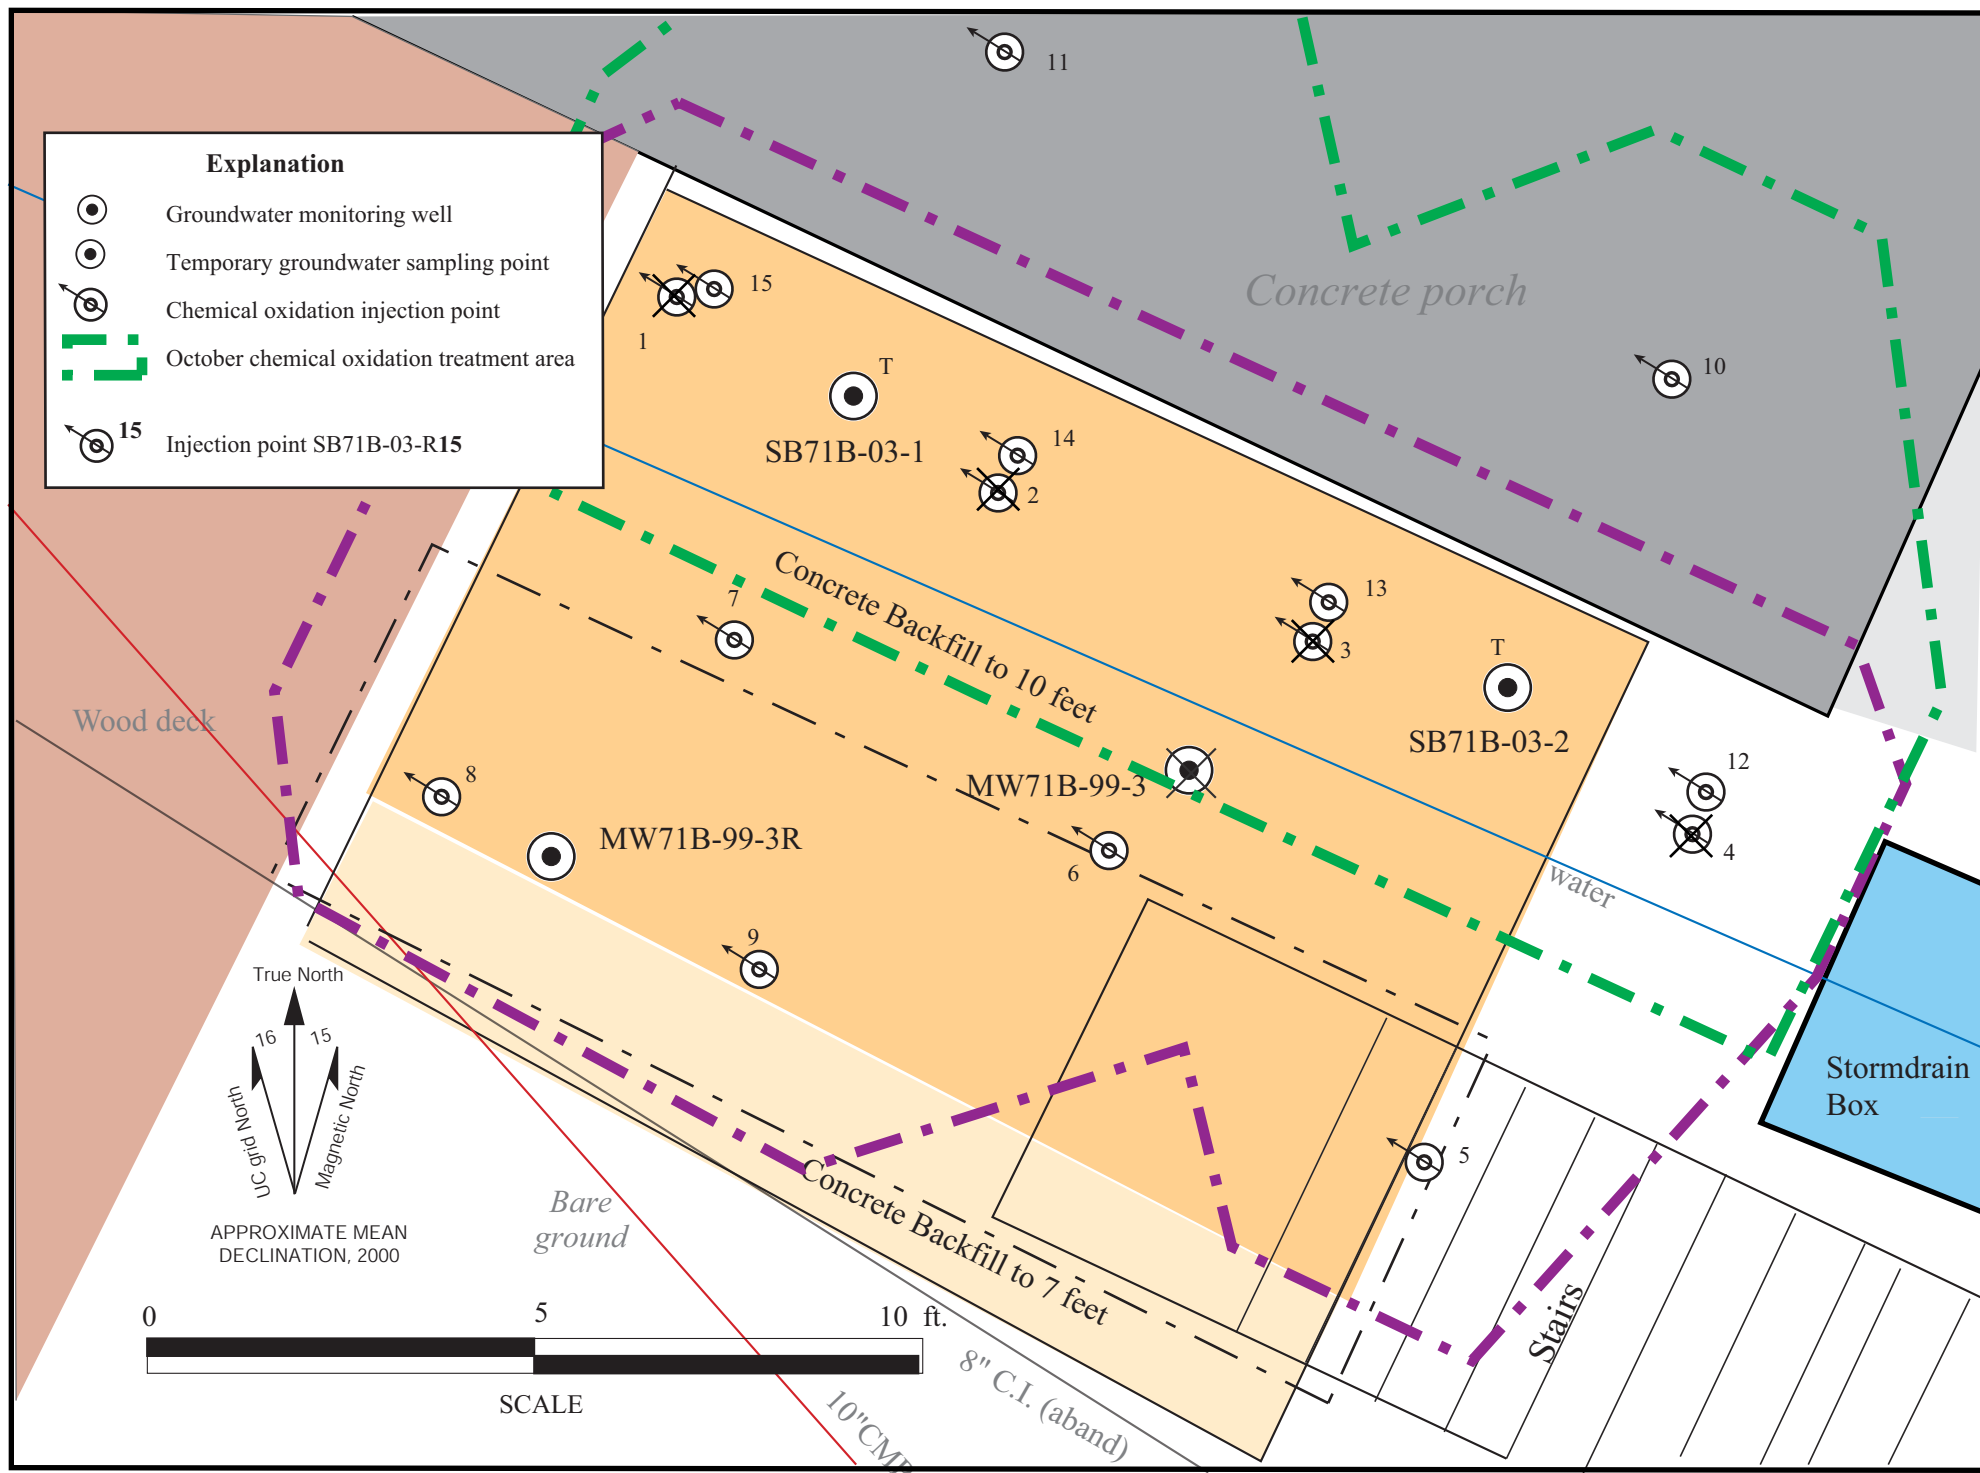 Explanation
Groundwater monitoring well
Temporary groundwater sampling point
Chemical oxidation injection point
October chemical oxidation treatment area
15
Injection point SB71B-03-R15
11
Concrete porch
10
15
1
T
SB71B-03-1
14
2
13
3
T
SB71B-03-2
Concrete Backfill to 10 feet
7
MW71B-99-3
6
12
4
water
Wood deck
8
MW71B-99-3R
9
5
Stormdrain
Box
Stairs
Concrete Backfill to 7 feet
True North
16
15
UC grid North
Magnetic North
APPROXIMATE MEAN
DECLINATION, 2000
Bare
ground
0
5
10 ft.
SCALE
10"CMP
8" C.I. (aband)